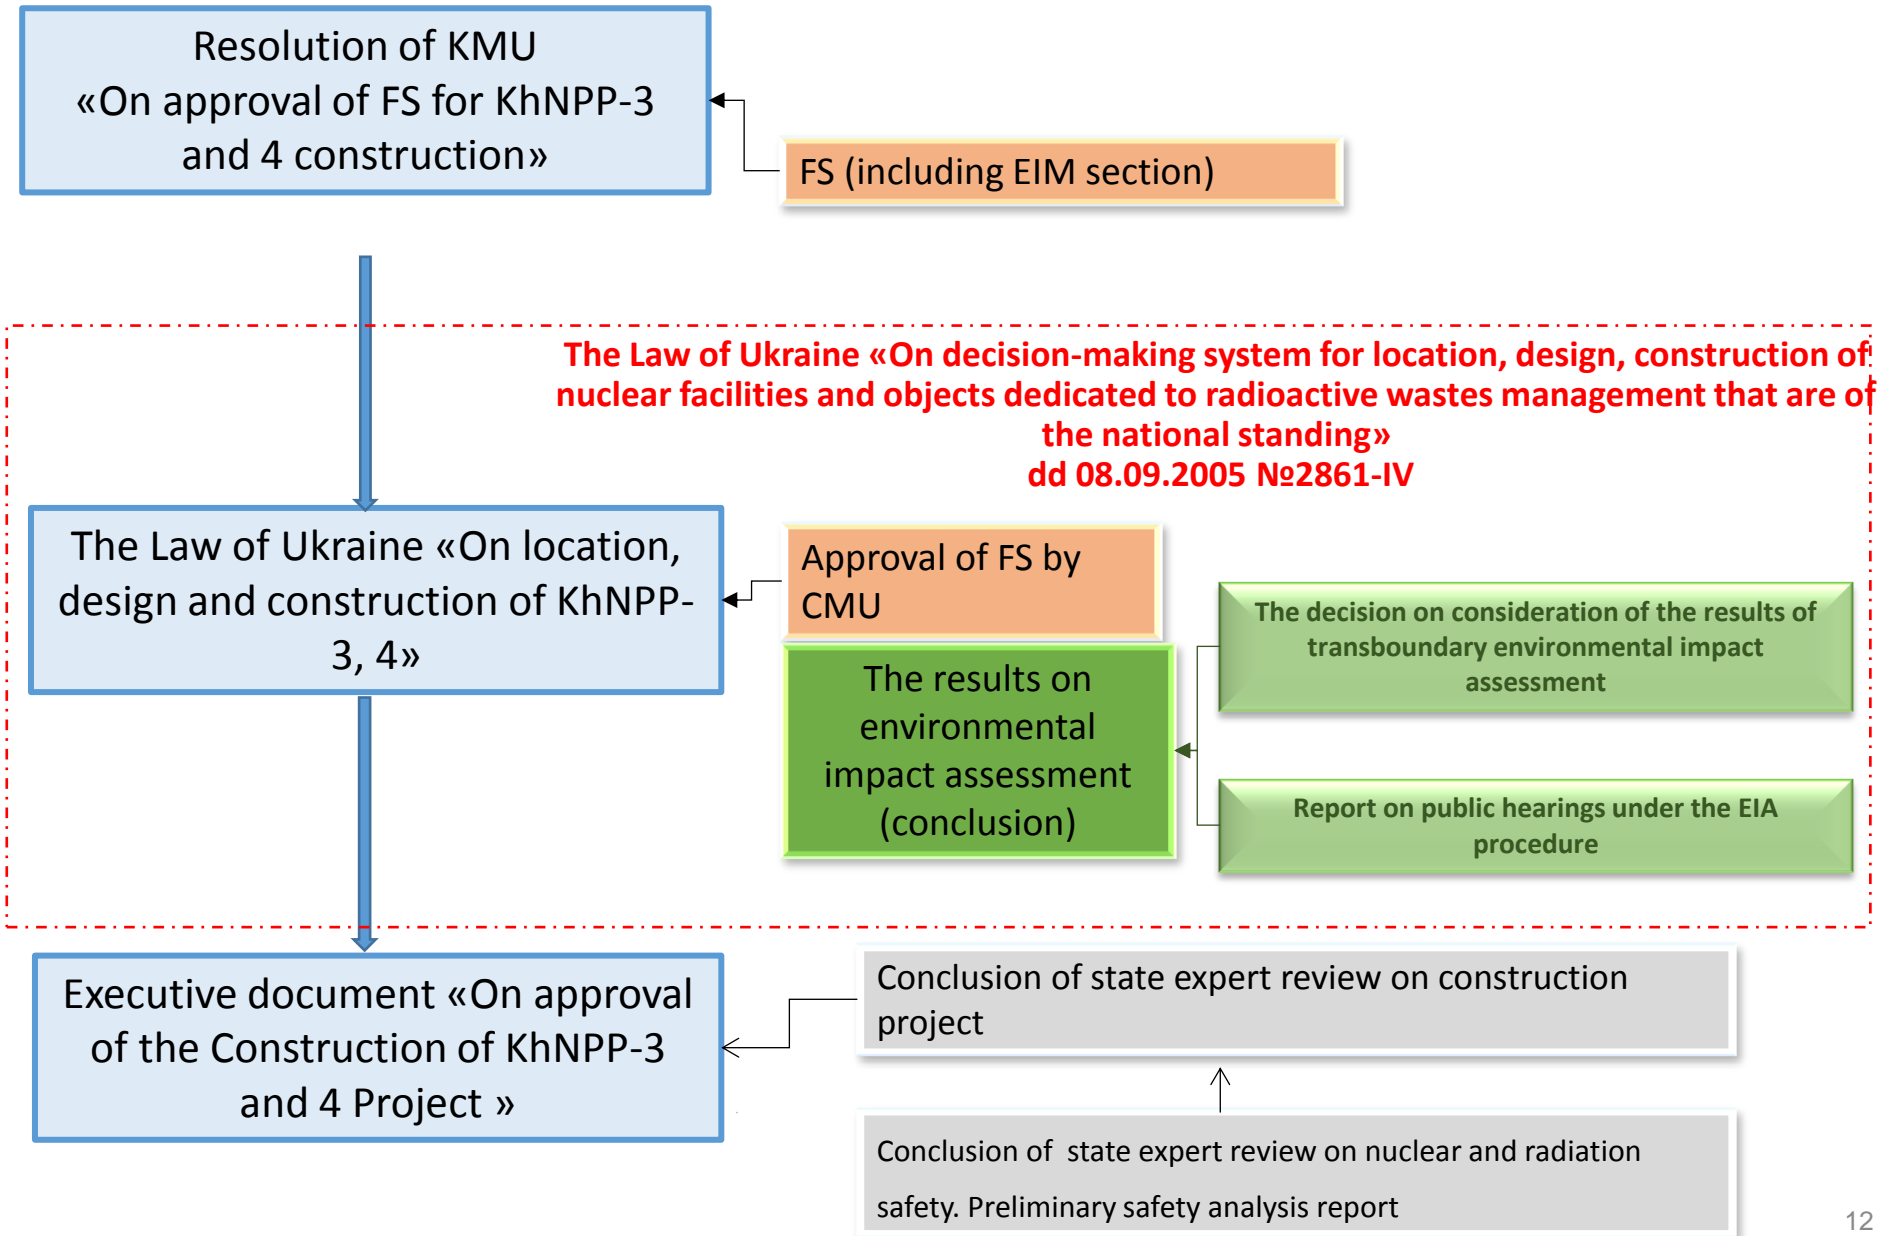 Resolution of KMU
«On approval of FS for KhNPP-3
and 4 construction»
FS (including EIM section)
The Law of Ukraine «On decision-making system for location, design, construction of
nuclear facilities and objects dedicated to radioactive wastes management that are of
the national standing»
dd 08.09.2005 №2861-IV
The Law of Ukraine «On location,
design and construction of KhNPP-
3, 4»
Approval of FS by
CMU
The results on
environmental
impact assessment
(conclusion)
The decision on consideration of the results of
transboundary environmental impact
assessment
Report on public hearings under the EIA
procedure
Executive document «On approval
of the Construction of KhNPP-3
and 4 Project »
Conclusion of state expert review on construction
project
Conclusion of  state expert review on nuclear and radiation
safety. Preliminary safety analysis report
12